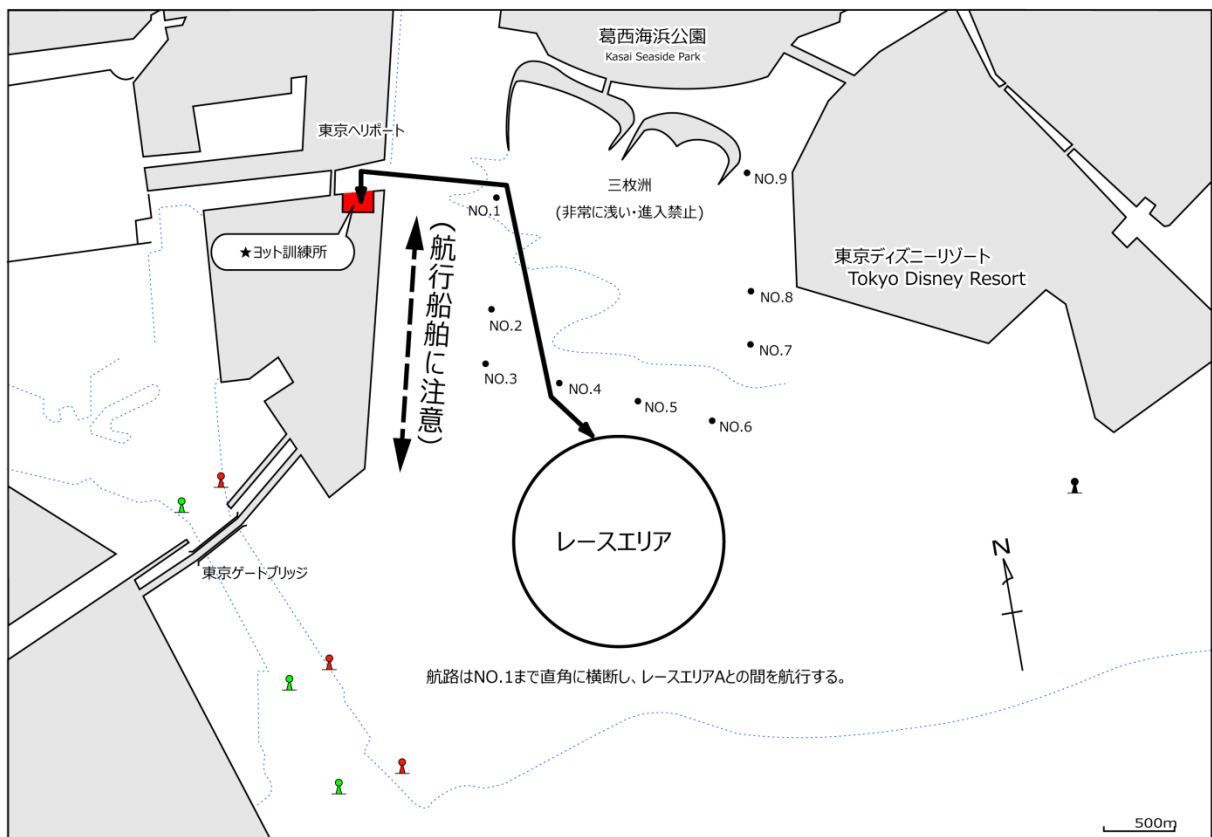 葛西海浜公園
Kasai Seaside Park
東京ヘリポート
NO.9
三枚洲
(非常に浅い・進入禁止)
NO.1
★ヨット訓練所
(航行船舶に注意)
東京ディズニーリゾート
Tokyo Disney Resort
NO.8
NO.2
NO.7
NO.3
NO.4
NO.5
NO.6
レースエリア
N
東京ゲートブリッジ
航路はNO.1まで直角に横断し、レースエリアAとの間を航行する。
500m